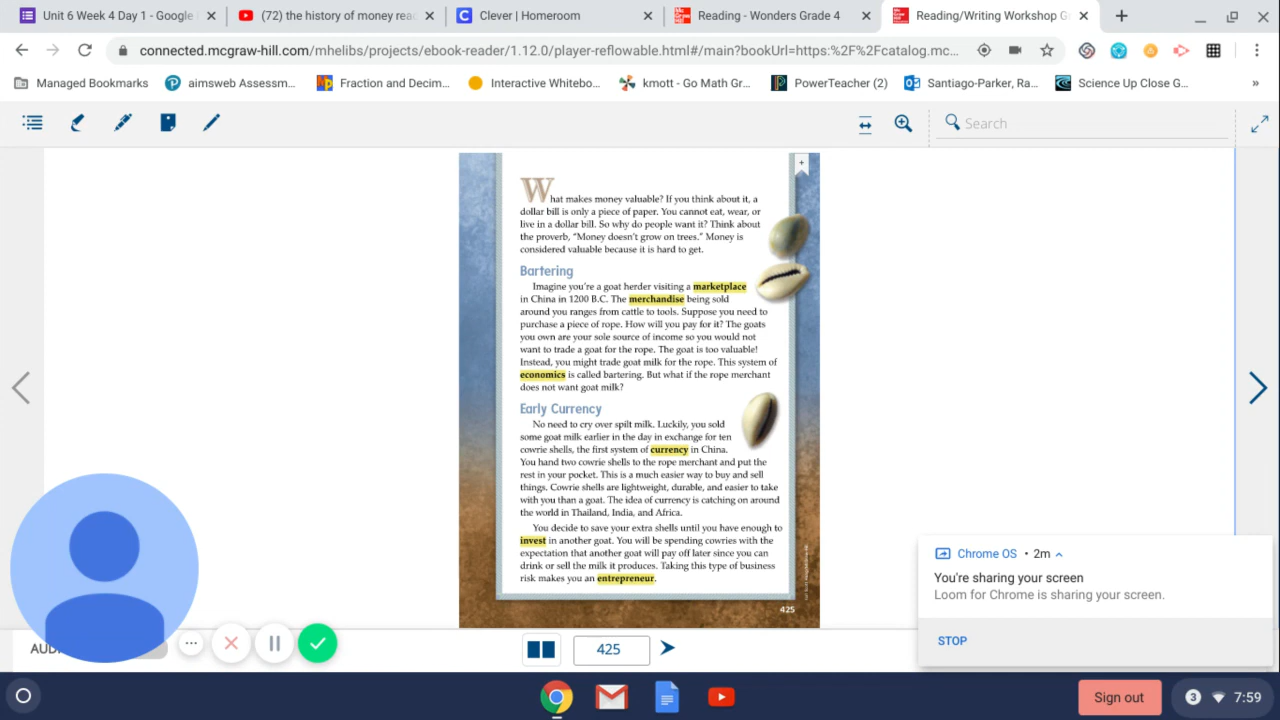 Unit 6 Week 4 Day 1 - Google
(72) the history of money rea
Clever | Homeroom
Reading - Wonders Grade 4
Reading/Writing Workshop G
connected.mcgraw-hill.com/mhelibs/projects/ebook-reader/1.12.0/player-reflowable.html#/main?bookUrl=https:%2F%2Fcatalog.mc...
Managed Bookmarks
aimsweb Assessm...
Fraction and Decim...
Interactive Whitebo...
kmott - Go Math Gr...
PowerTeacher (2)
Santiago-Parker, Ra...
Science Up Close G...
»
Search
What makes money valuable? If you think about it, a
dollar bill is only a piece of paper. You cannot eat, wear, or
live in a dollar bill. So why do people want it? Think about
the proverb, "Money doesn't grow on trees." Money is
considered valuable because it is hard to get.
Bartering
Imagine you're a goat herder visiting a marketplace
in China in 1200 B.C. The merchandise being sold
around you ranges from cattle to tools. Suppose you need to
purchase a piece of rope. How will you pay for it? The goats
you own are your sole source of income so you would not
want to trade a goat for the rope. The goat is too valuable!
Instead, you might trade goat milk for the rope. This system of
economics is called bartering. But what if the rope merchant
does not want goat milk?
Early Currency
No need to cry over spilt milk. Luckily, you sold
some goat milk earlier in the day in exchange for ten
cowrie shells, the first system of currency in China.
You hand two cowrie shells to the rope merchant and put the
rest in your pocket. This is a much easier way to buy and sell
things. Cowrie shells are lightweight, durable, and easier to take
with you than a goat. The idea of currency is catching on around
the world in Thailand, India, and Africa.
You decide to save your extra shells until you have enough to
invest in another goat. You will be spending cowries with the
expectation that another goat will pay off later since you can
drink or sell the milk it produces. Taking this type of business
risk makes you an entrepreneur.
425
Chrome OS • 2m
You're sharing your screen
Loom for Chrome is sharing your screen.
STOP
AUD
425
Sign out
3
7:59